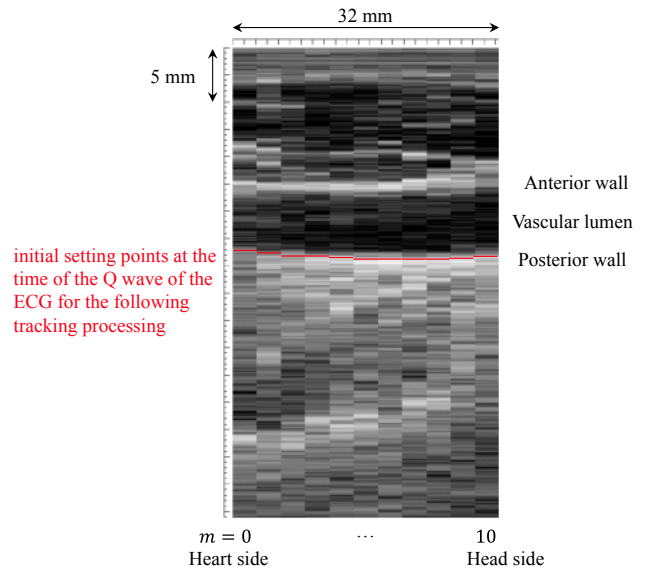 32 mm
5 mm
Anterior wall
Vascular lumen
Posterior wall
initial setting points at the
time of the Q wave of the
ECG for the following
tracking processing
m = 0 ⋯ 10
Heart side Head side